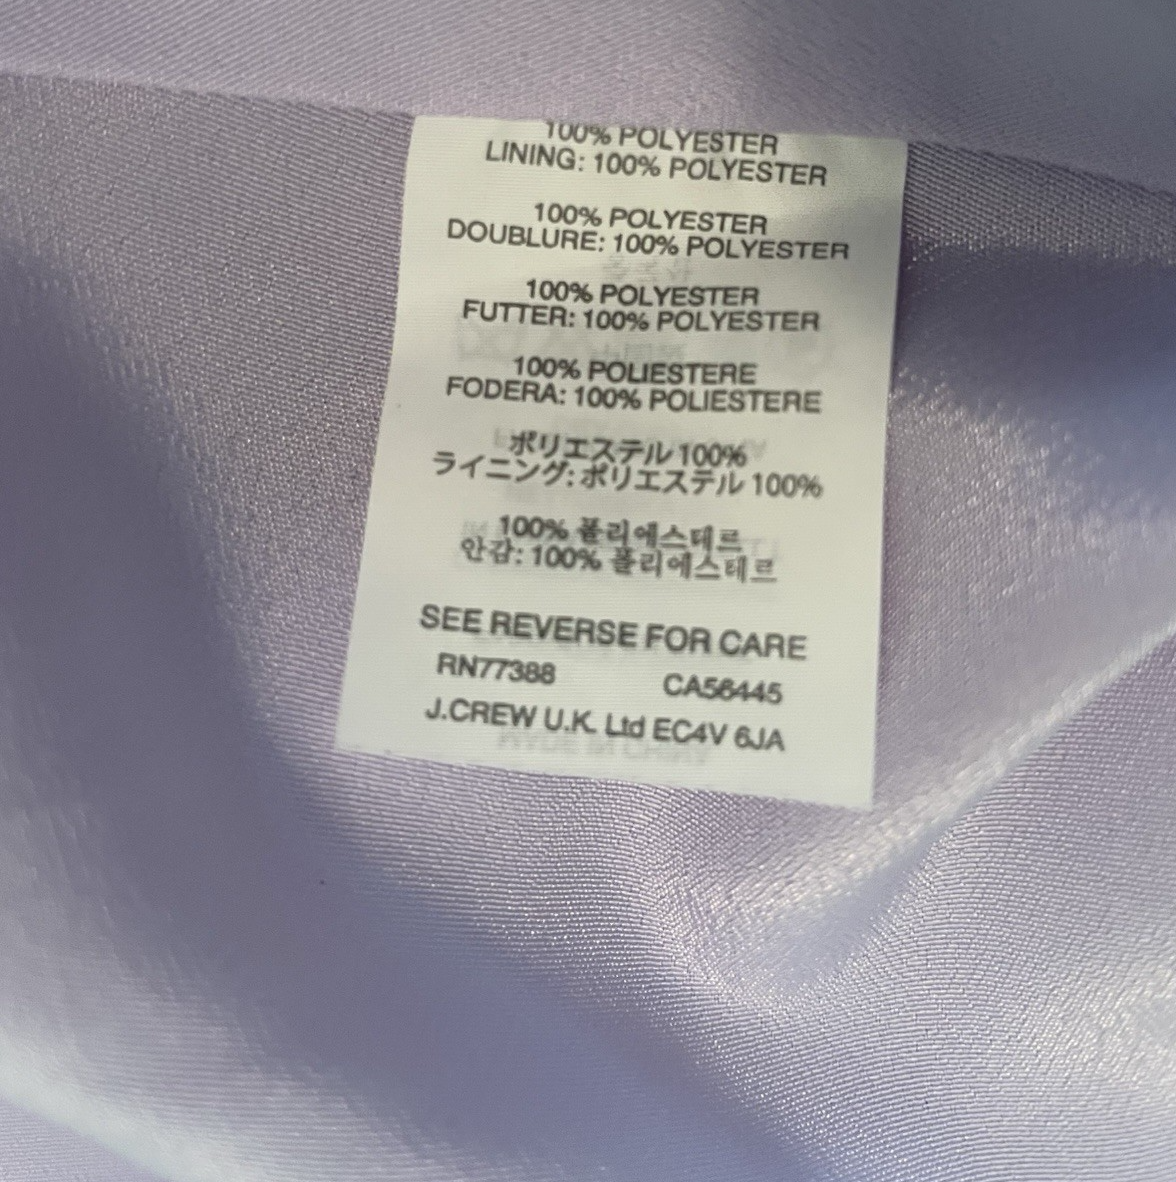 100% POLYESTER
LINING: 100% POLYESTER
100% POLYESTER
DOUBLURE: 100% POLYESTER
100% POLYESTER
FUTTER: 100% POLYESTER
100% POLIESTERE
FODERA: 100% POLIESTERE
ポリエステル 100%
ライニング: ポリエステル 100%
100% 폴리에스테르
안감: 100% 폴리에스테르
SEE REVERSE FOR CARE
RN77388 CA56445
J.CREW U.K. Ltd EC4V 6JA